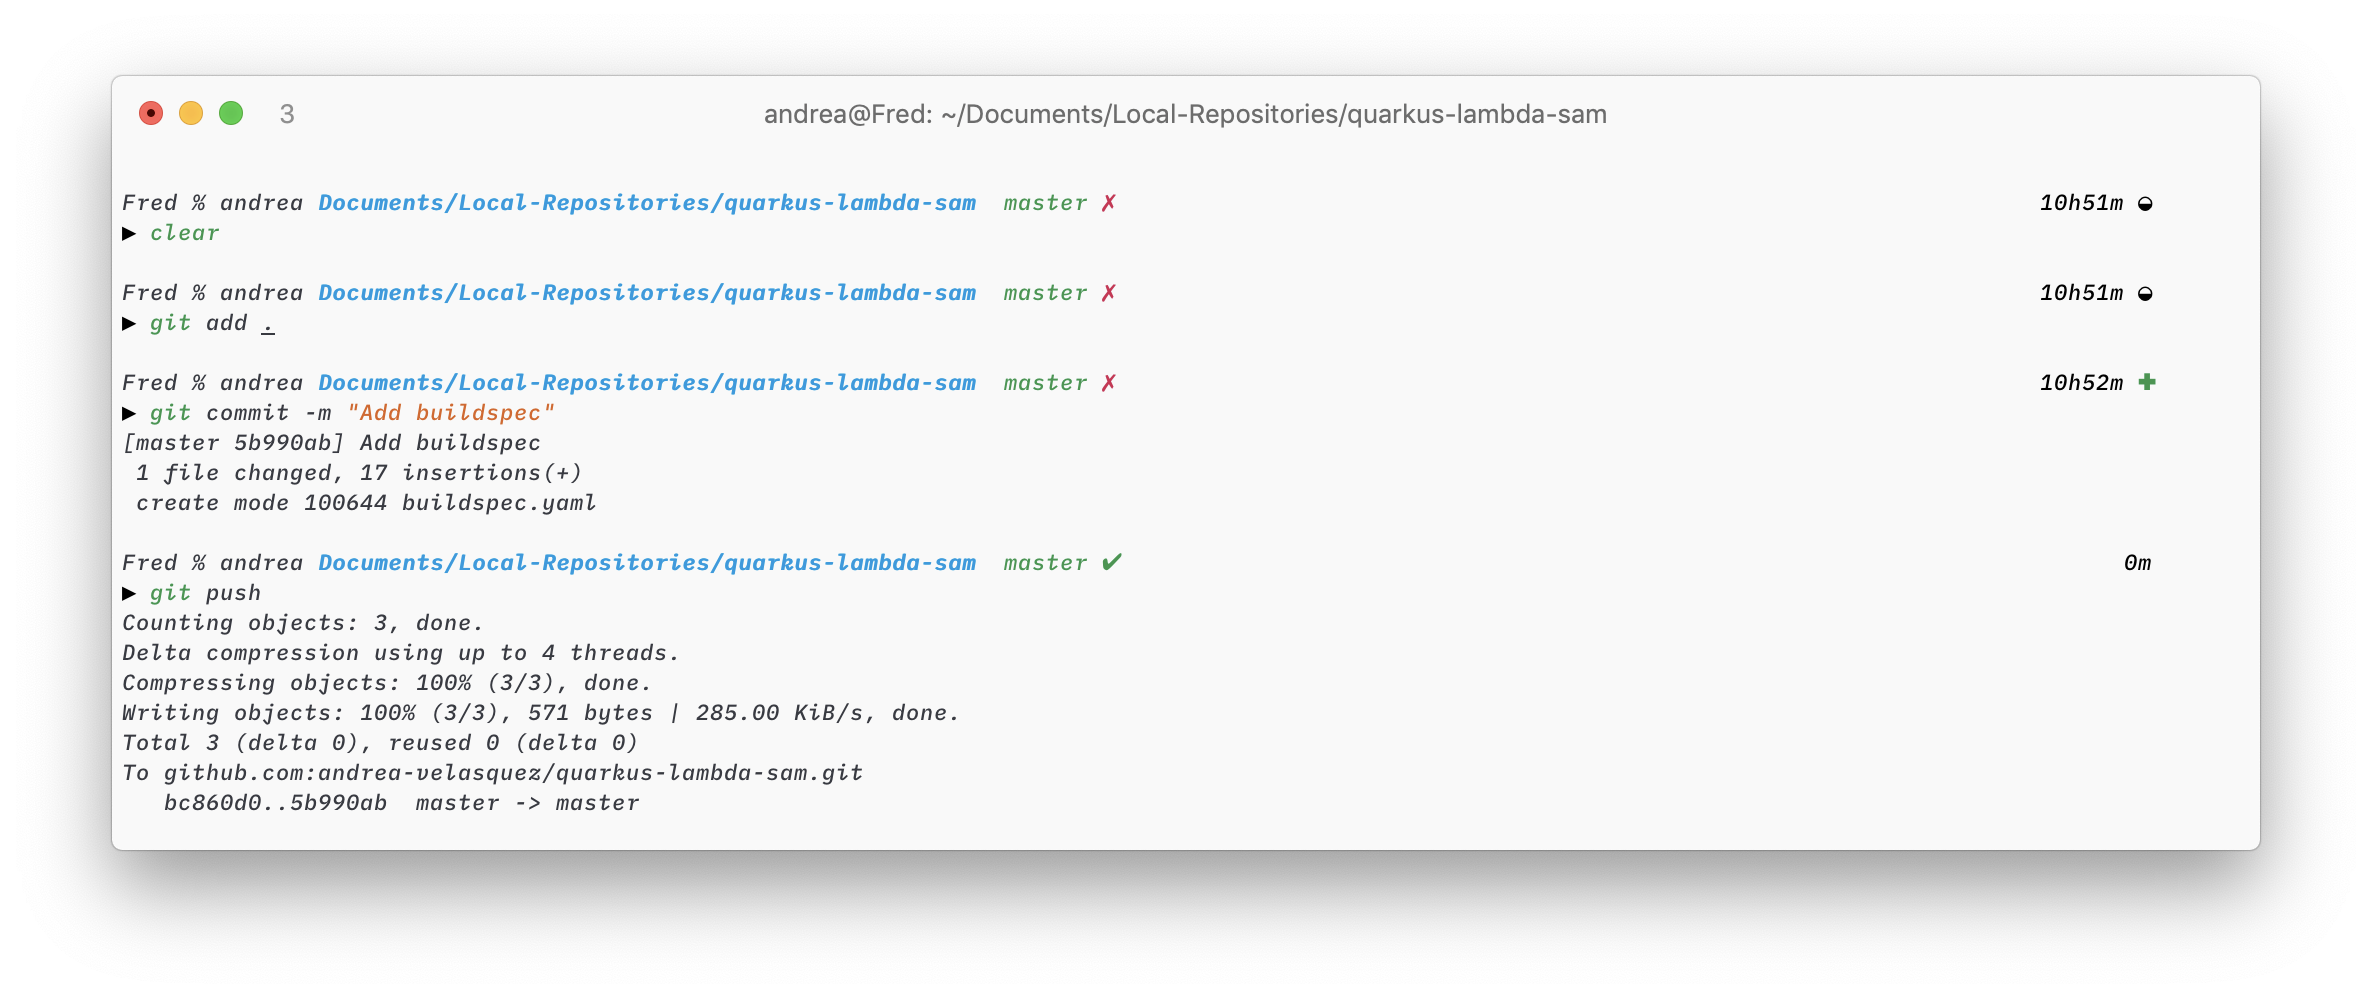 3 andrea@Fred: ~/Documents/Local-Repositories/quarkus-lambda-sam
Fred % andrea Documents/Local-Repositories/quarkus-lambda-sam master ✗ 10h51m ◒
▶ clear
Fred % andrea Documents/Local-Repositories/quarkus-lambda-sam master ✗ 10h51m ◒
▶ git add .
Fred % andrea Documents/Local-Repositories/quarkus-lambda-sam master ✗ 10h52m ✚
▶ git commit -m "Add buildspec"
[master 5b990ab] Add buildspec
 1 file changed, 17 insertions(+)
 create mode 100644 buildspec.yaml
Fred % andrea Documents/Local-Repositories/quarkus-lambda-sam master ✔ 0m
▶ git push
Counting objects: 3, done.
Delta compression using up to 4 threads.
Compressing objects: 100% (3/3), done.
Writing objects: 100% (3/3), 571 bytes | 285.00 KiB/s, done.
Total 3 (delta 0), reused 0 (delta 0)
To github.com:andrea-velasquez/quarkus-lambda-sam.git
   bc860d0..5b990ab  master -> master